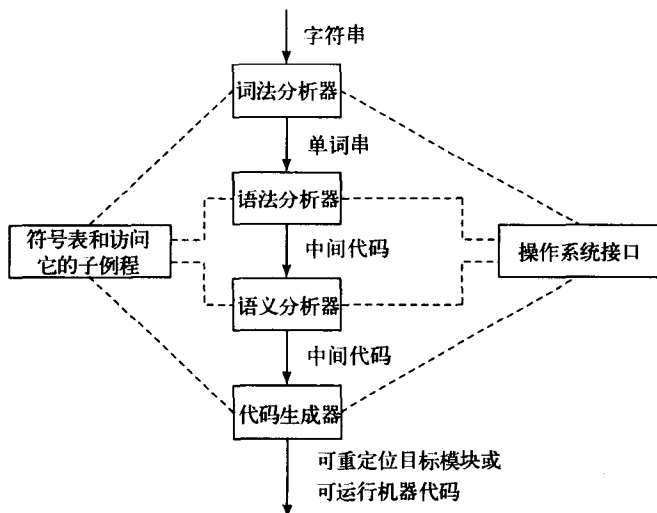 字符串
词法分析器
单词串
语法分析器
符号表和访问
它的子例程
中间代码
操作系统接口
语义分析器
中间代码
代码生成器
可重定位目标模块或
可运行机器代码